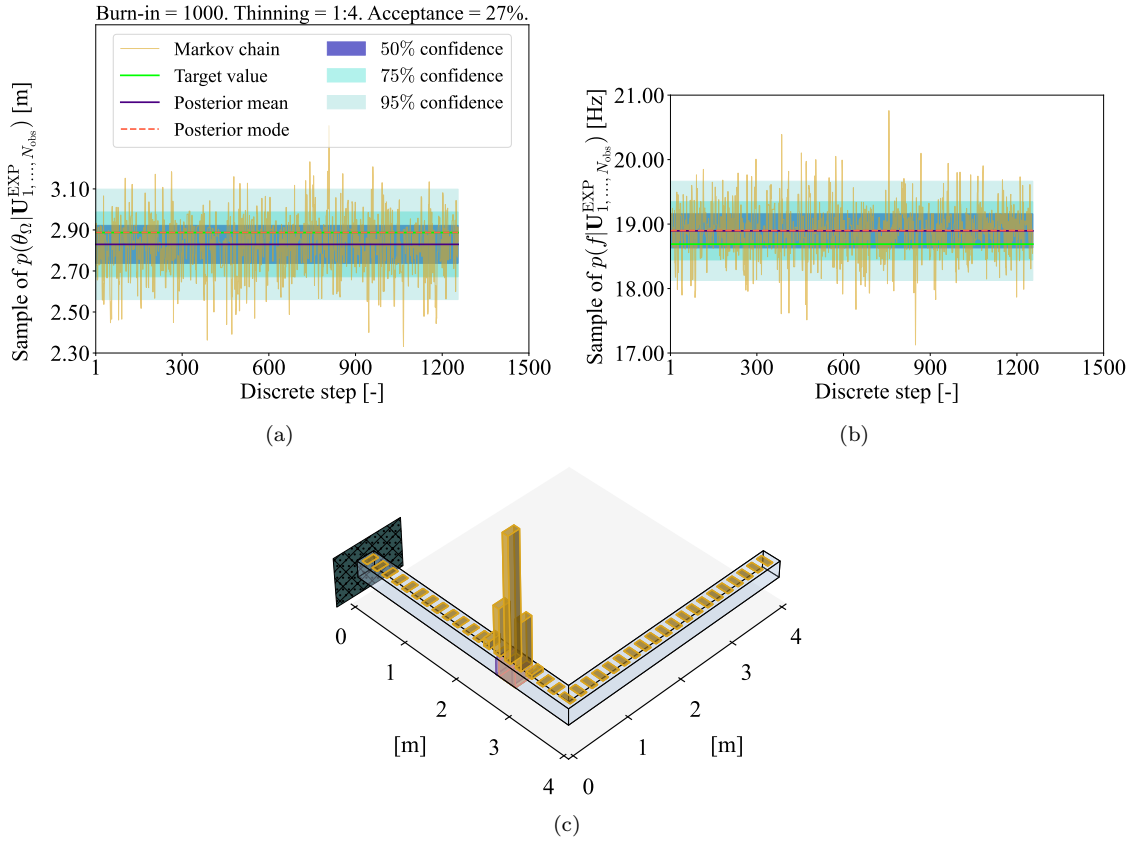 Burn-in = 1000. Thinning = 1:4. Acceptance = 27%.
Markov chain
Target value
Posterior mean
Posterior mode
50% confidence
75% confidence
95% confidence
Sample of p(θ_Ω|U^EXP_1,…,N_obs) [m]
3.10
2.90
2.70
2.50
2.30
1 300 600 900 1200 1500
Discrete step [-]
(a)
Sample of p(f|U^EXP_1,…,N_obs) [Hz]
21.00
20.00
19.00
18.00
17.00
1 300 600 900 1200 1500
Discrete step [-]
(b)
0
1
2
3
4
[m]
0
1
2
3
4
[m]
(c)